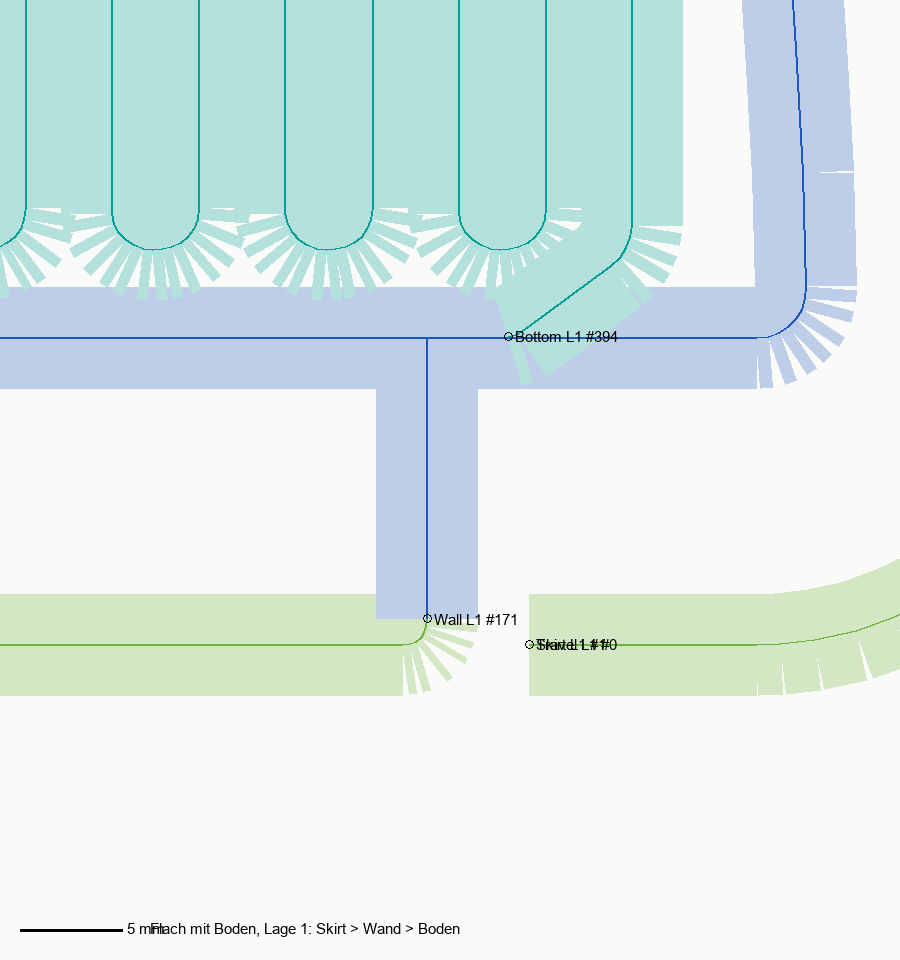 Bottom L1 #394
Wall L1 #171
5 mm
Flach mit Boden, Lage 1: Skirt > Wand > Boden